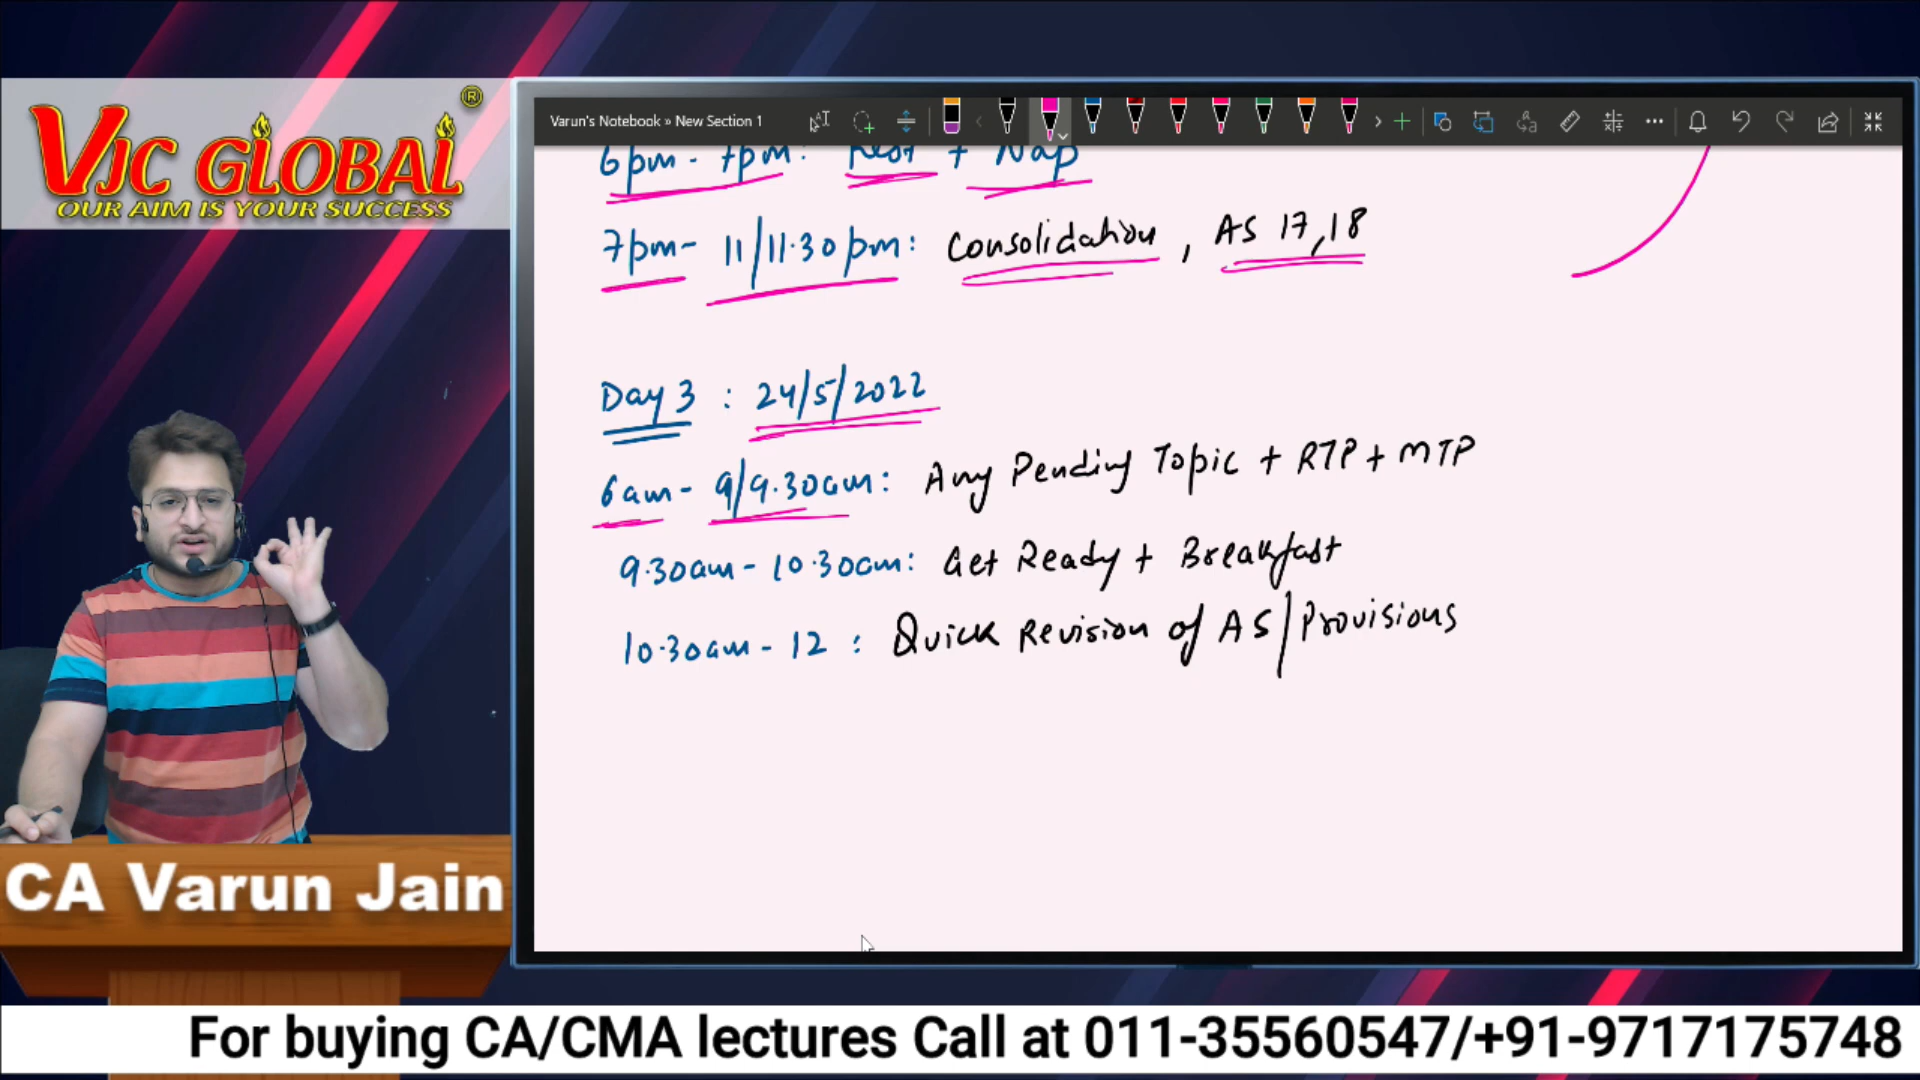 VJC GLOBAL®
OUR AIM IS YOUR SUCCESS
Varun's Notebook » New Section 1
6pm - 7pm: Rest + Nap
7pm - 11/11.30pm: Consolidation, AS 17,18
Day 3 : 24/5/2022
6am - 9/9.30am: Any Pending Topic + RTP + MTP
9.30am - 10.30am: Get Ready + Breakfast
10.30am - 12 : Quick Revision of AS/Provisions
CA Varun Jain
For buying CA/CMA lectures Call at 011-35560547/+91-9717175748